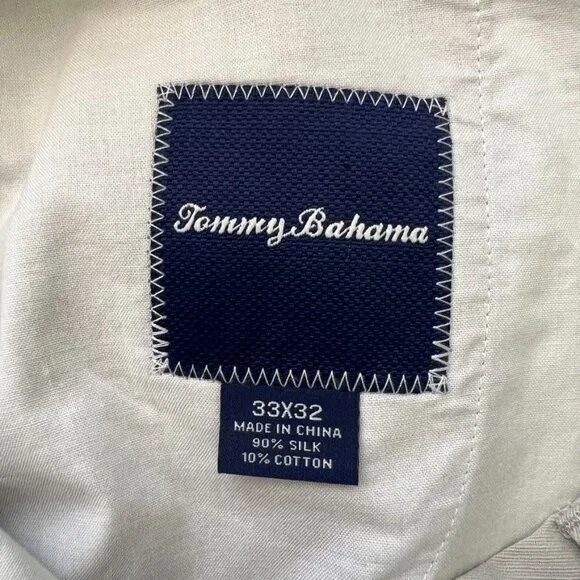 Tommy Bahama
33X32
MADE IN CHINA
90% SILK
10% COTTON